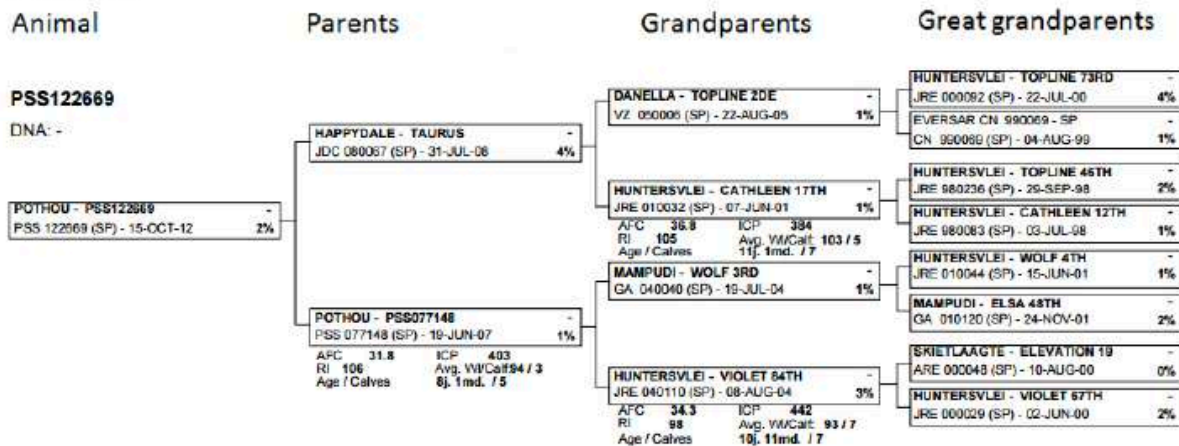 Animal
Parents
Grandparents
Great grandparents
PSS122669
DNA: -
POTHOU - PSS122669 -
PSS 122669 (SP) - 15-OCT-12 2%
HAPPYDALE - TAURUS -
JDC 080067 (SP) - 31-JUL-08 4%
POTHOU - PSS077148 -
PSS 077148 (SP) - 19-JUN-07 1%
AFC 31.8 ICP 403
RI 106 Avg. WI/Calf: 94 / 3
Age / Calves 8j. 1md. / 5
DANELLA - TOPLINE 2DE -
VZ 050006 (SP) - 22-AUG-05 1%
HUNTERSVLEI - CATHLEEN 17TH -
JRE 010032 (SP) - 07-JUN-01 1%
AFC 36.8 ICP 384
RI 105 Avg. WI/Calf: 103 / 5
Age / Calves 11j. 1md. / 7
MAMPUDI - WOLF 3RD -
GA 040040 (SP) - 19-JUL-04 1%
HUNTERSVLEI - VIOLET 84TH -
JRE 040110 (SP) - 08-AUG-04 3%
AFC 34.3 ICP 442
RI 98 Avg. WI/Calf: 93 / 7
Age / Calves 10j. 11md. / 7
HUNTERSVLEI - TOPLINE 73RD -
JRE 000092 (SP) - 22-JUL-00 4%
EVERSAR CN 990069 - SP -
CN 990069 (SP) - 04-AUG-99 1%
HUNTERSVLEI - TOPLINE 46TH -
JRE 980236 (SP) - 29-SEP-98 2%
HUNTERSVLEI - CATHLEEN 12TH -
JRE 980083 (SP) - 03-JUL-98 1%
HUNTERSVLEI - WOLF 4TH -
JRE 010044 (SP) - 15-JUN-01 1%
MAMPUDI - ELSA 48TH -
GA 010120 (SP) - 24-NOV-01 2%
SKIETLAAGTE - ELEVATION 19 -
ARE 000048 (SP) - 10-AUG-00 0%
HUNTERSVLEI - VIOLET 67TH -
JRE 000029 (SP) - 02-JUN-00 2%